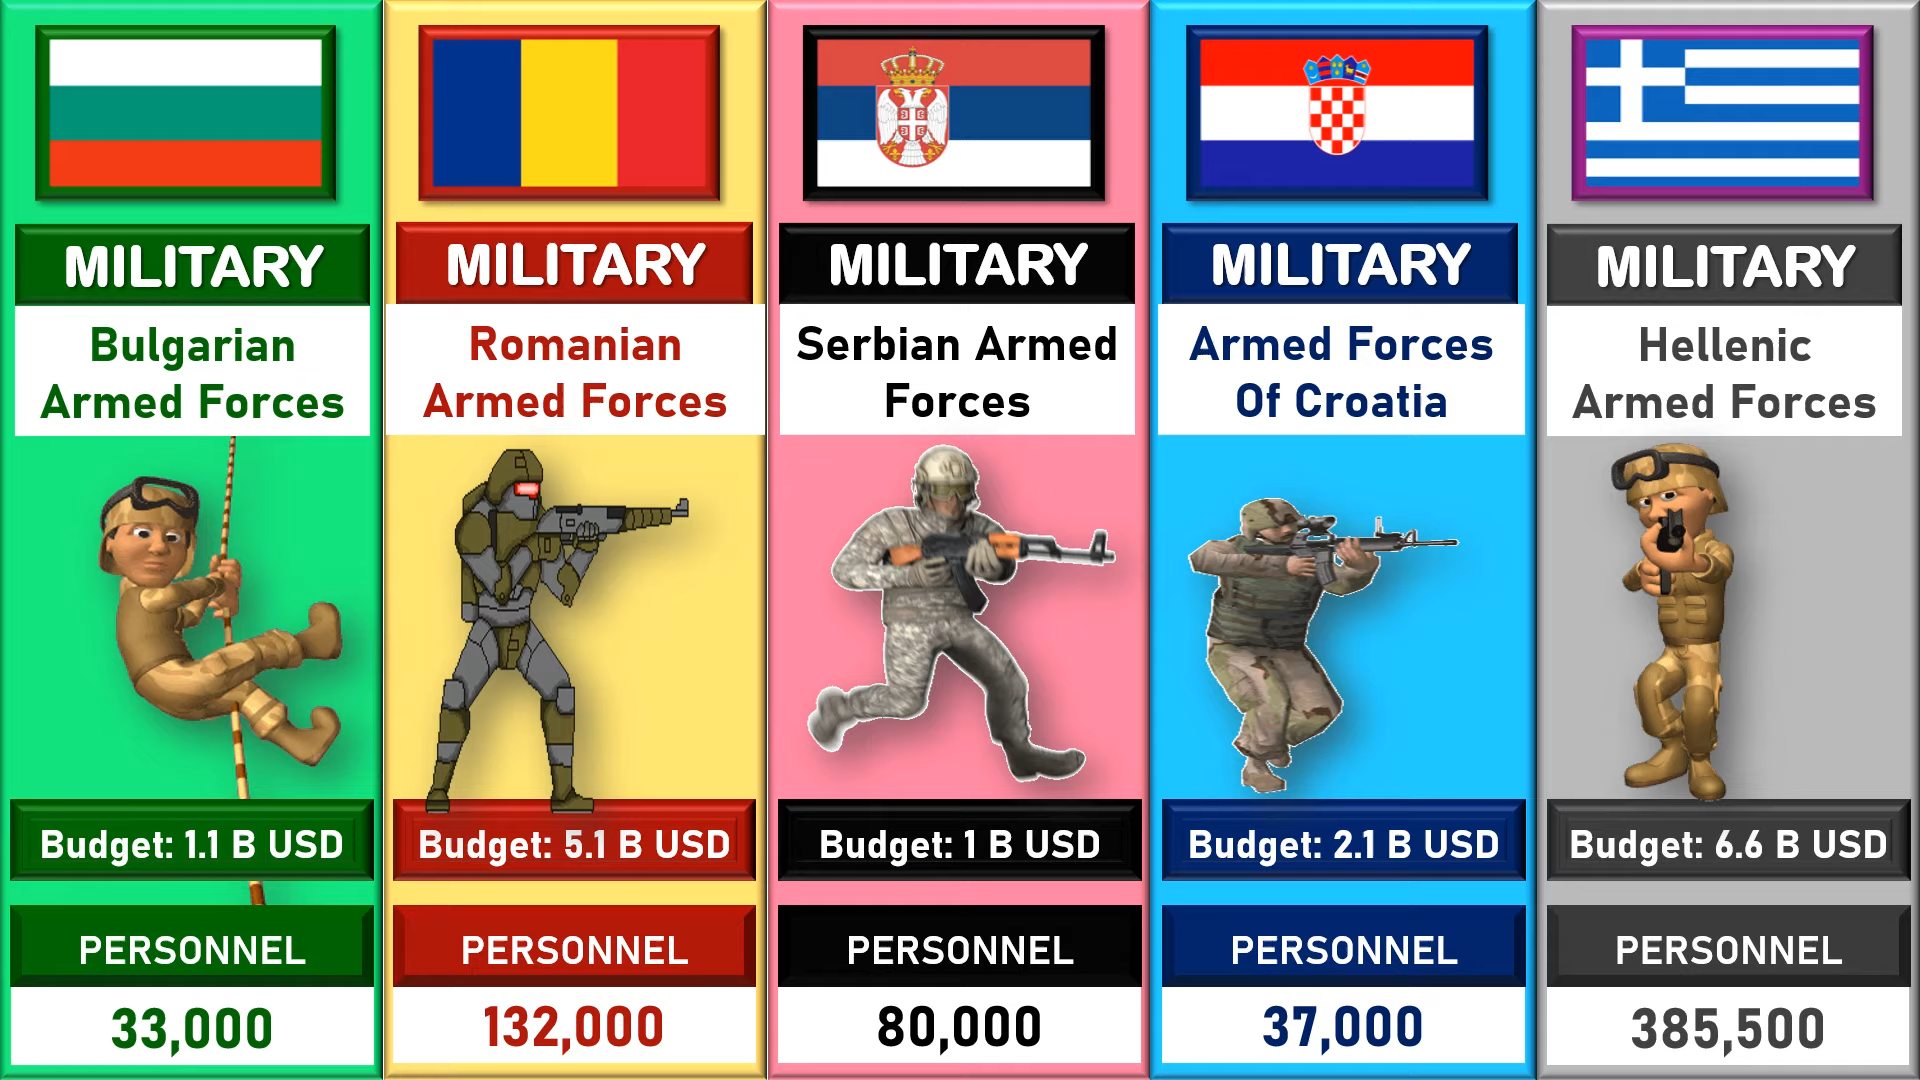 MILITARY
Bulgarian
Armed Forces
Budget: 1.1 B USD
PERSONNEL
33,000
MILITARY
Romanian
Armed Forces
Budget: 5.1 B USD
PERSONNEL
132,000
MILITARY
Serbian Armed
Forces
Budget: 1 B USD
PERSONNEL
80,000
MILITARY
Armed Forces
Of Croatia
Budget: 2.1 B USD
PERSONNEL
37,000
MILITARY
Hellenic
Armed Forces
Budget: 6.6 B USD
PERSONNEL
385,500